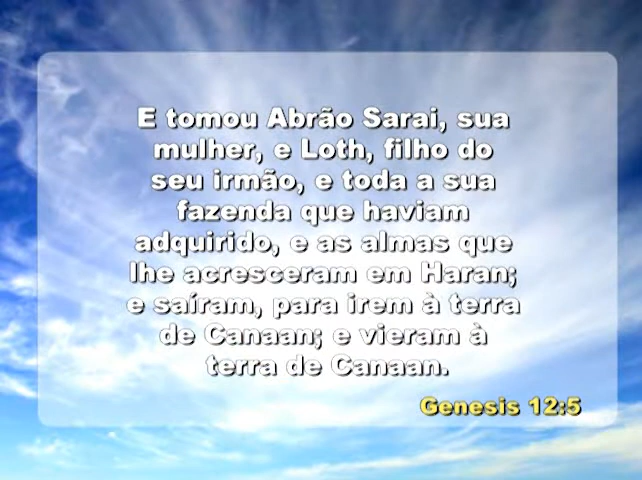 E tomou Abrão Sarai, sua
mulher, e Loth, filho do
seu irmão, e toda a sua
fazenda que haviam
adquirido, e as almas que
lhe acresceram em Haran;
e saíram, para irem à terra
de Canaan; e vieram à
terra de Canaan.
Genesis 12:5